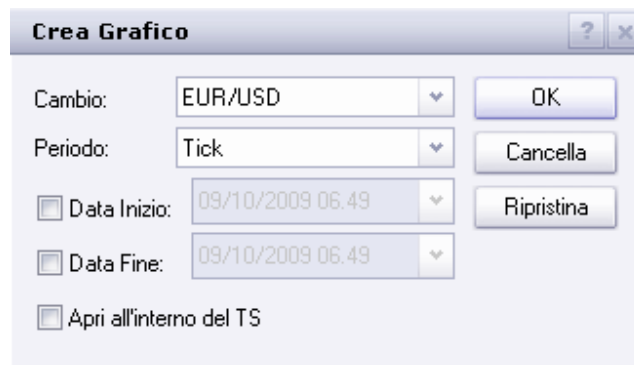 Crea Grafico
Cambio: EUR/USD OK
Periodo: Tick Cancella
Data Inizio: 09/10/2009 06.49 Ripristina
Data Fine: 09/10/2009 06.49
Apri all'interno del TS